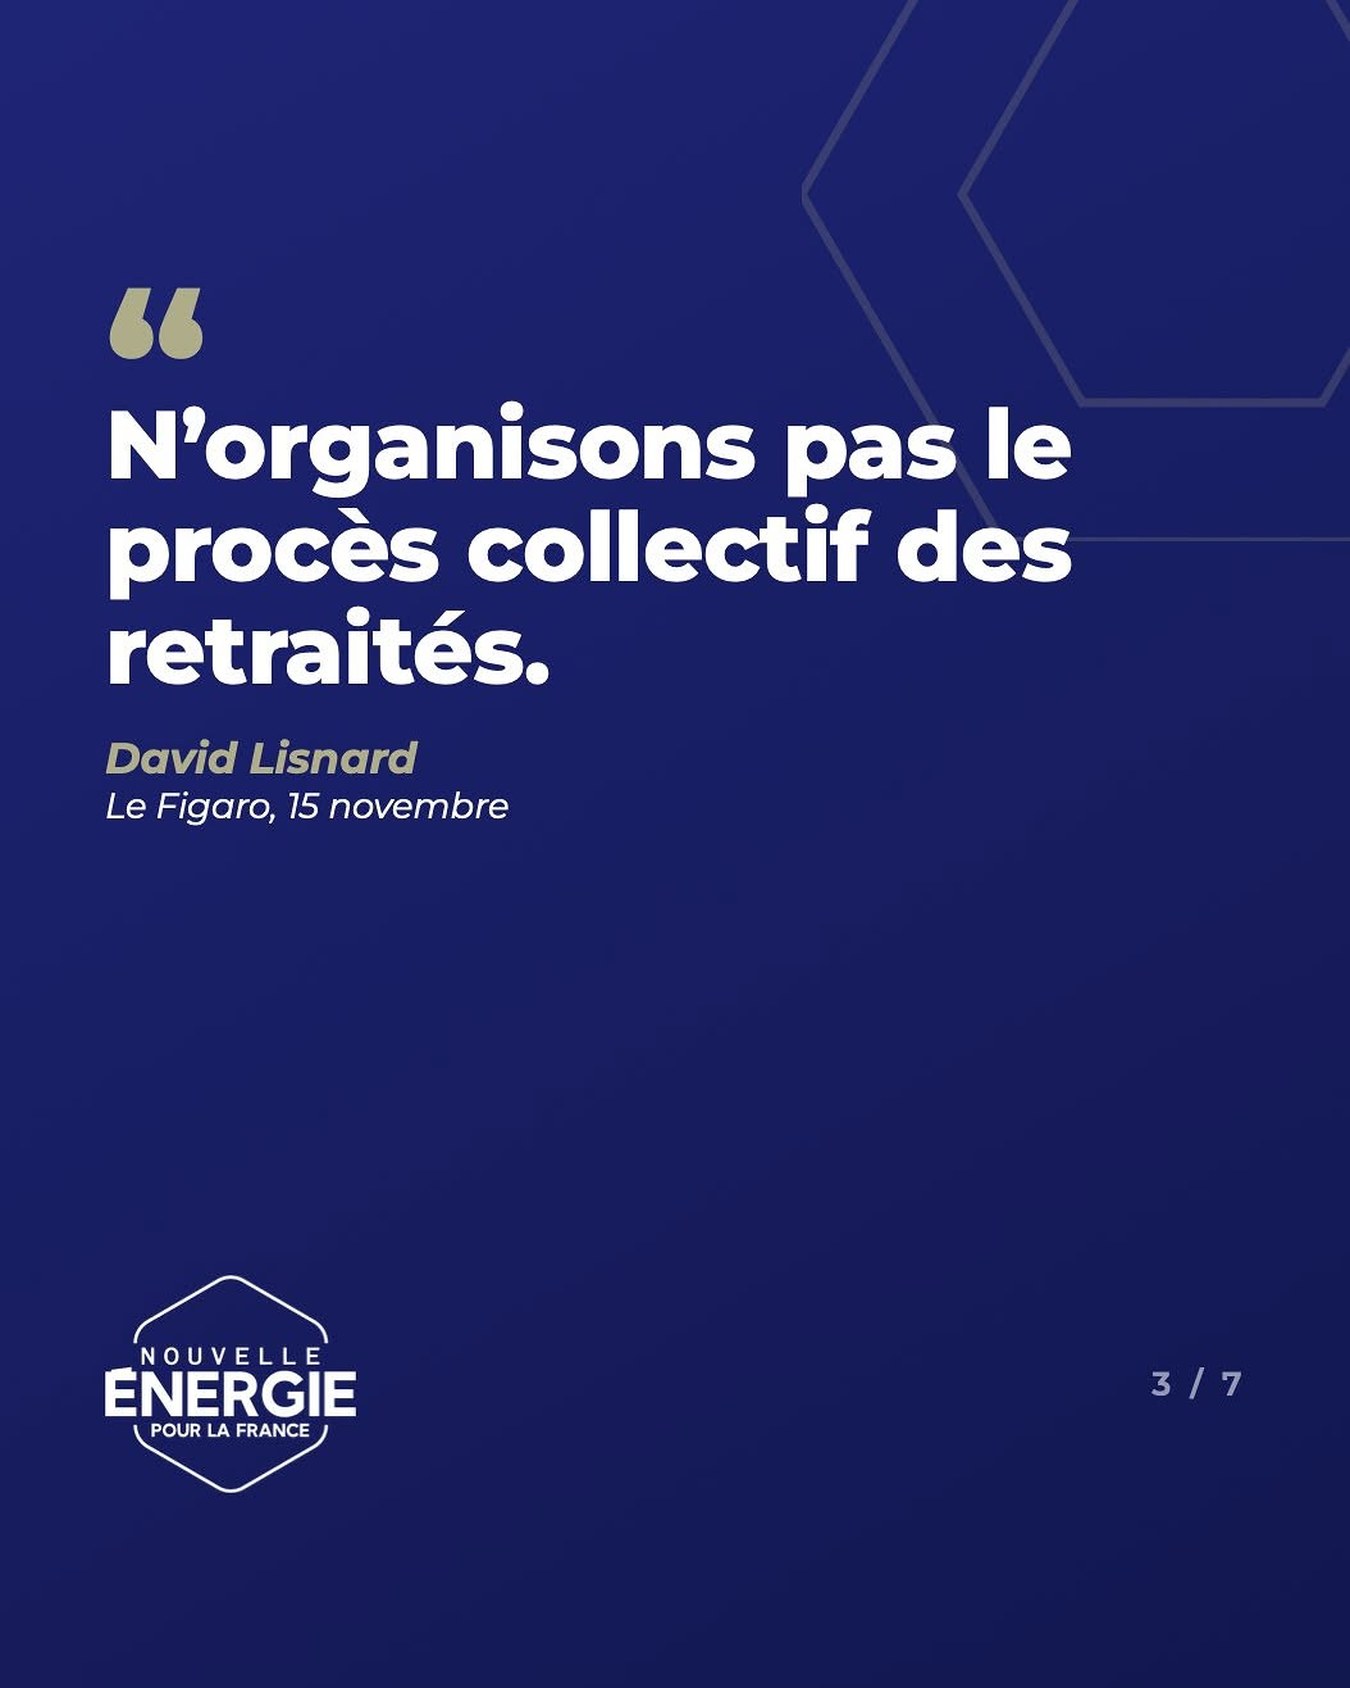 “
N’organisons pas le
procès collectif des
retraités.
David Lisnard
Le Figaro, 15 novembre
NOUVELLE
ÉNERGIE
POUR LA FRANCE
3 / 7